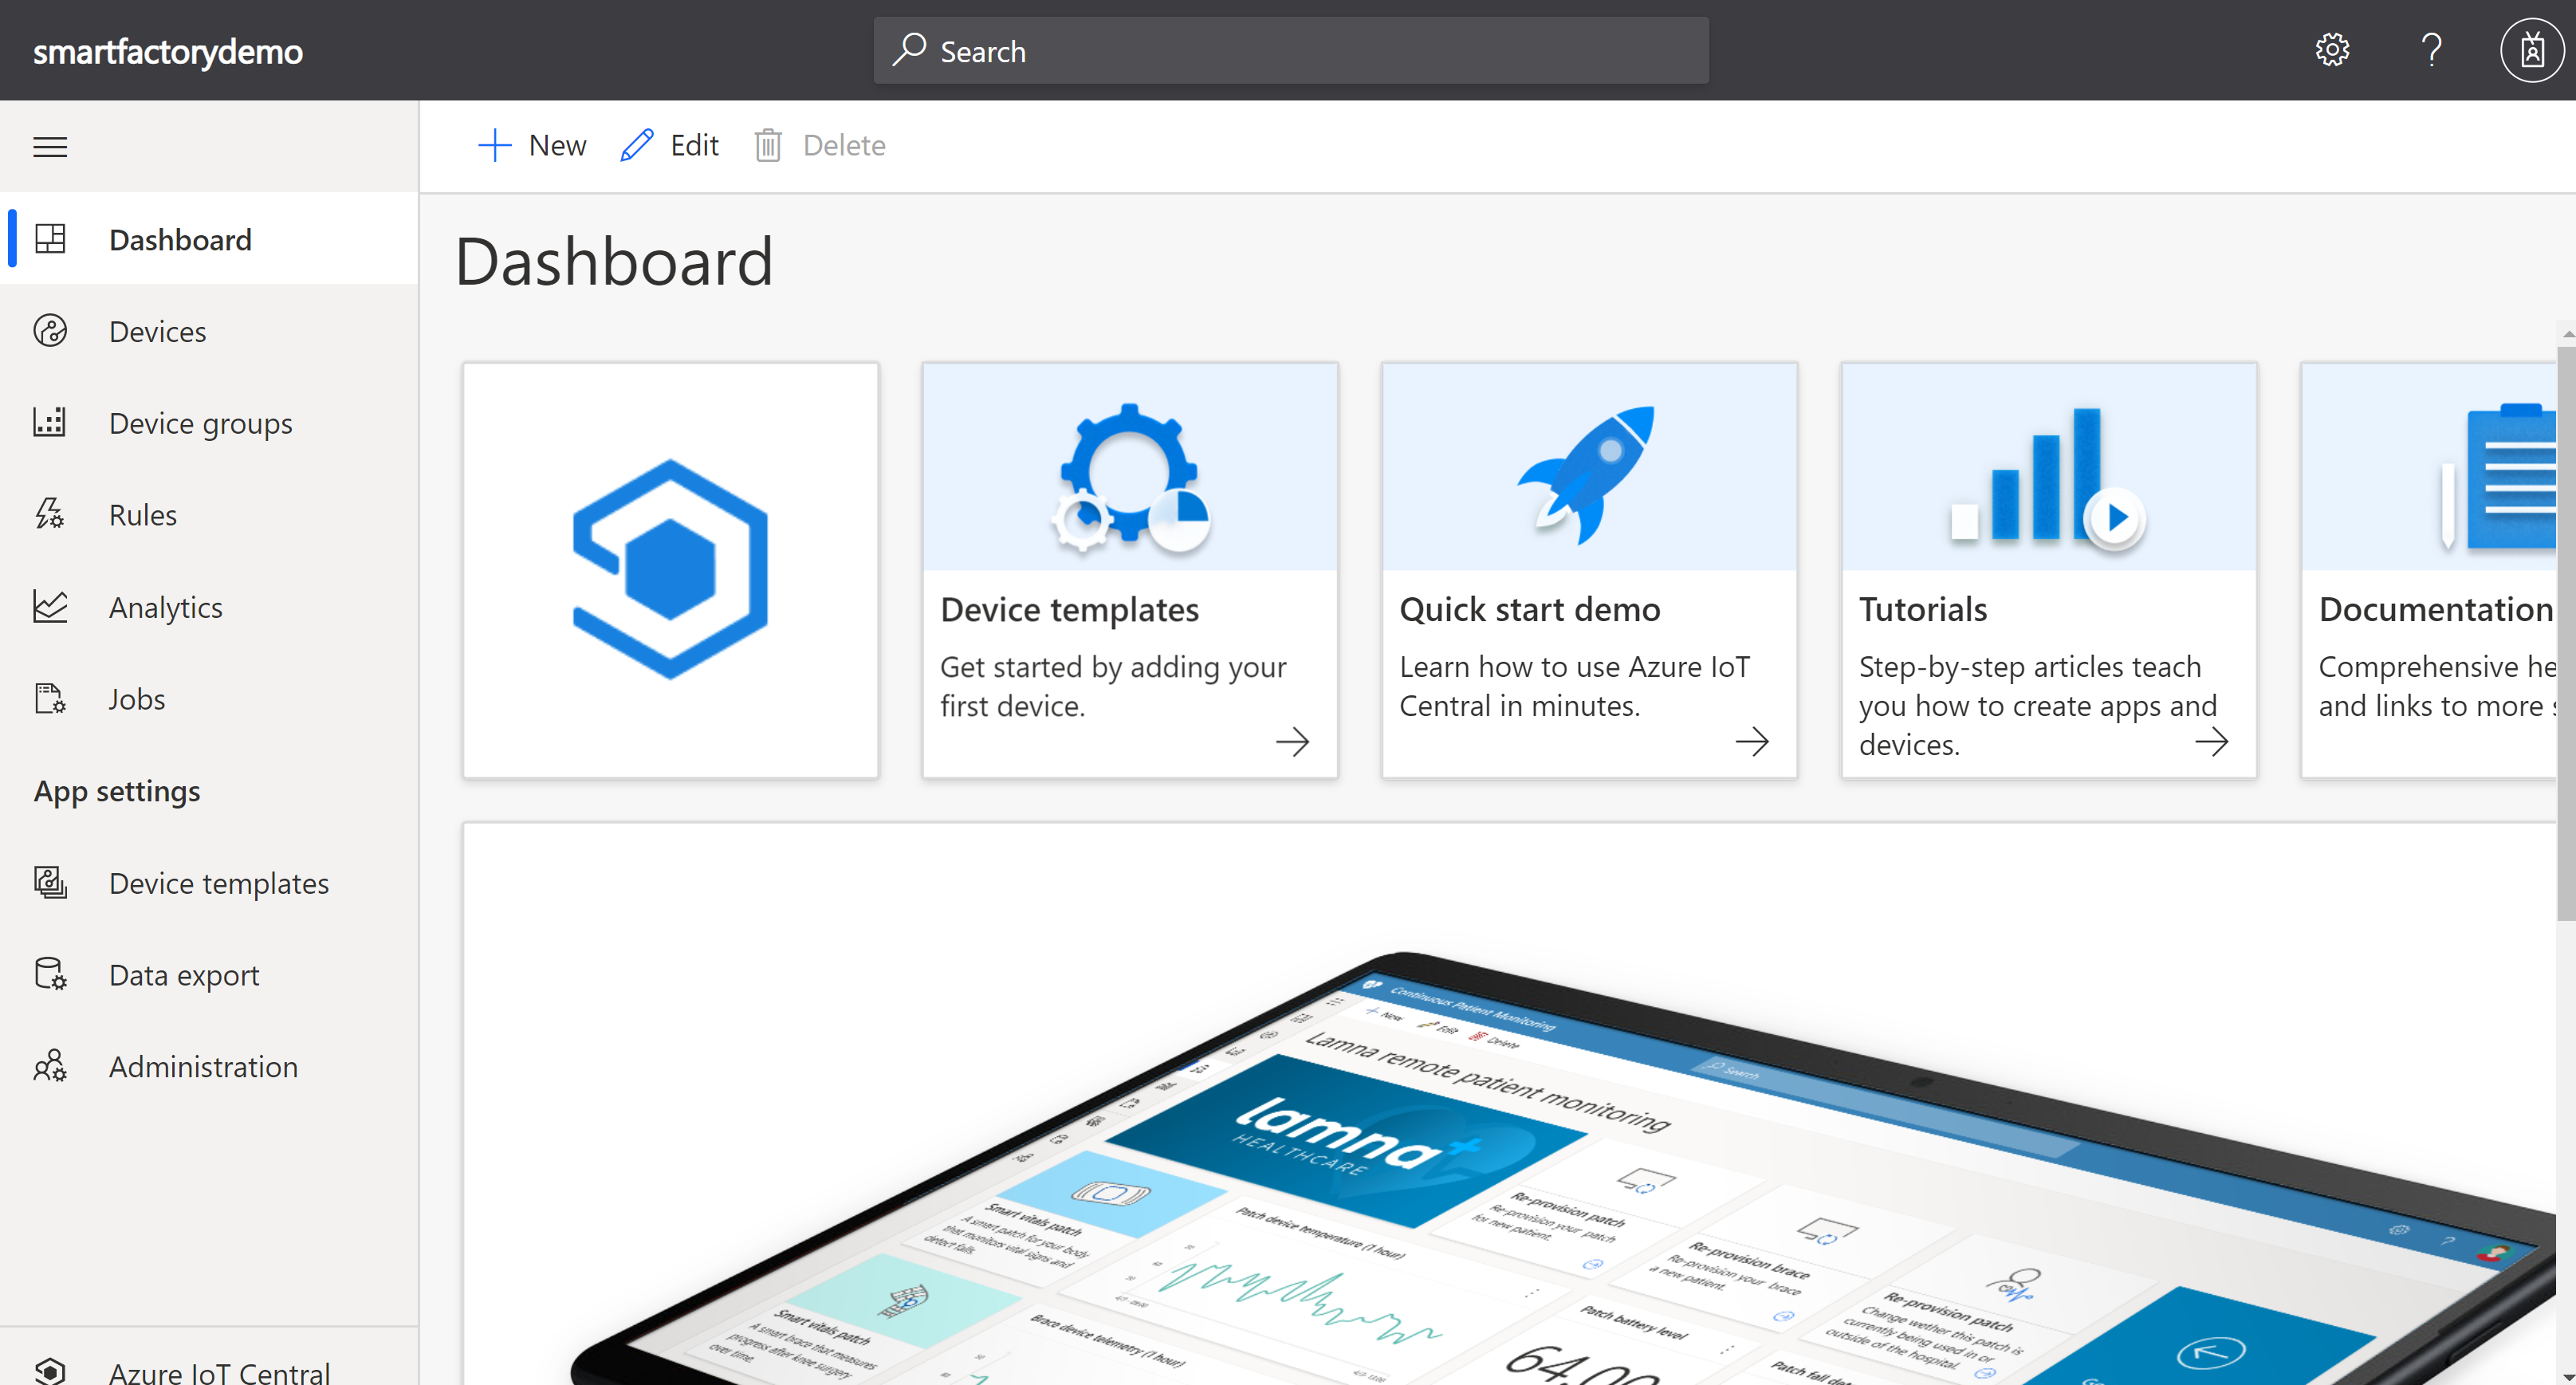 smartfactorydemo
Search
New
Edit
Delete
Dashboard
Devices
Device groups
Rules
Analytics
Jobs
App settings
Device templates
Data export
Administration
Azure IoT Central
Dashboard
Device templates
Get started by adding your
first device.
Quick start demo
Learn how to use Azure IoT
Central in minutes.
Tutorials
Step-by-step articles teach
you how to create apps and
devices.
Documentation
Comprehensive he
and links to more
Continuous Patient Monitoring
New
Edit
Delete
Search
Lamna remote patient monitoring
lamna+
HEALTHCARE
Smart vitals patch
A smart patch for your body
that monitors vital signs and
detect falls.
Patch device temperature (1 hour)
Re-provision patch
Re-provision your patch
for new patient.
Re-provision brace
Re-provision your brace
a new patient.
Re-provision patch
Change wether this patch is
currently being used in or
outside of the hospital.
Smart vitals patch
A smart brace that measures
progress after knee surgery
over time.
Brace device telemetry (1 hour)
Patch battery level
64.00
Patch fall